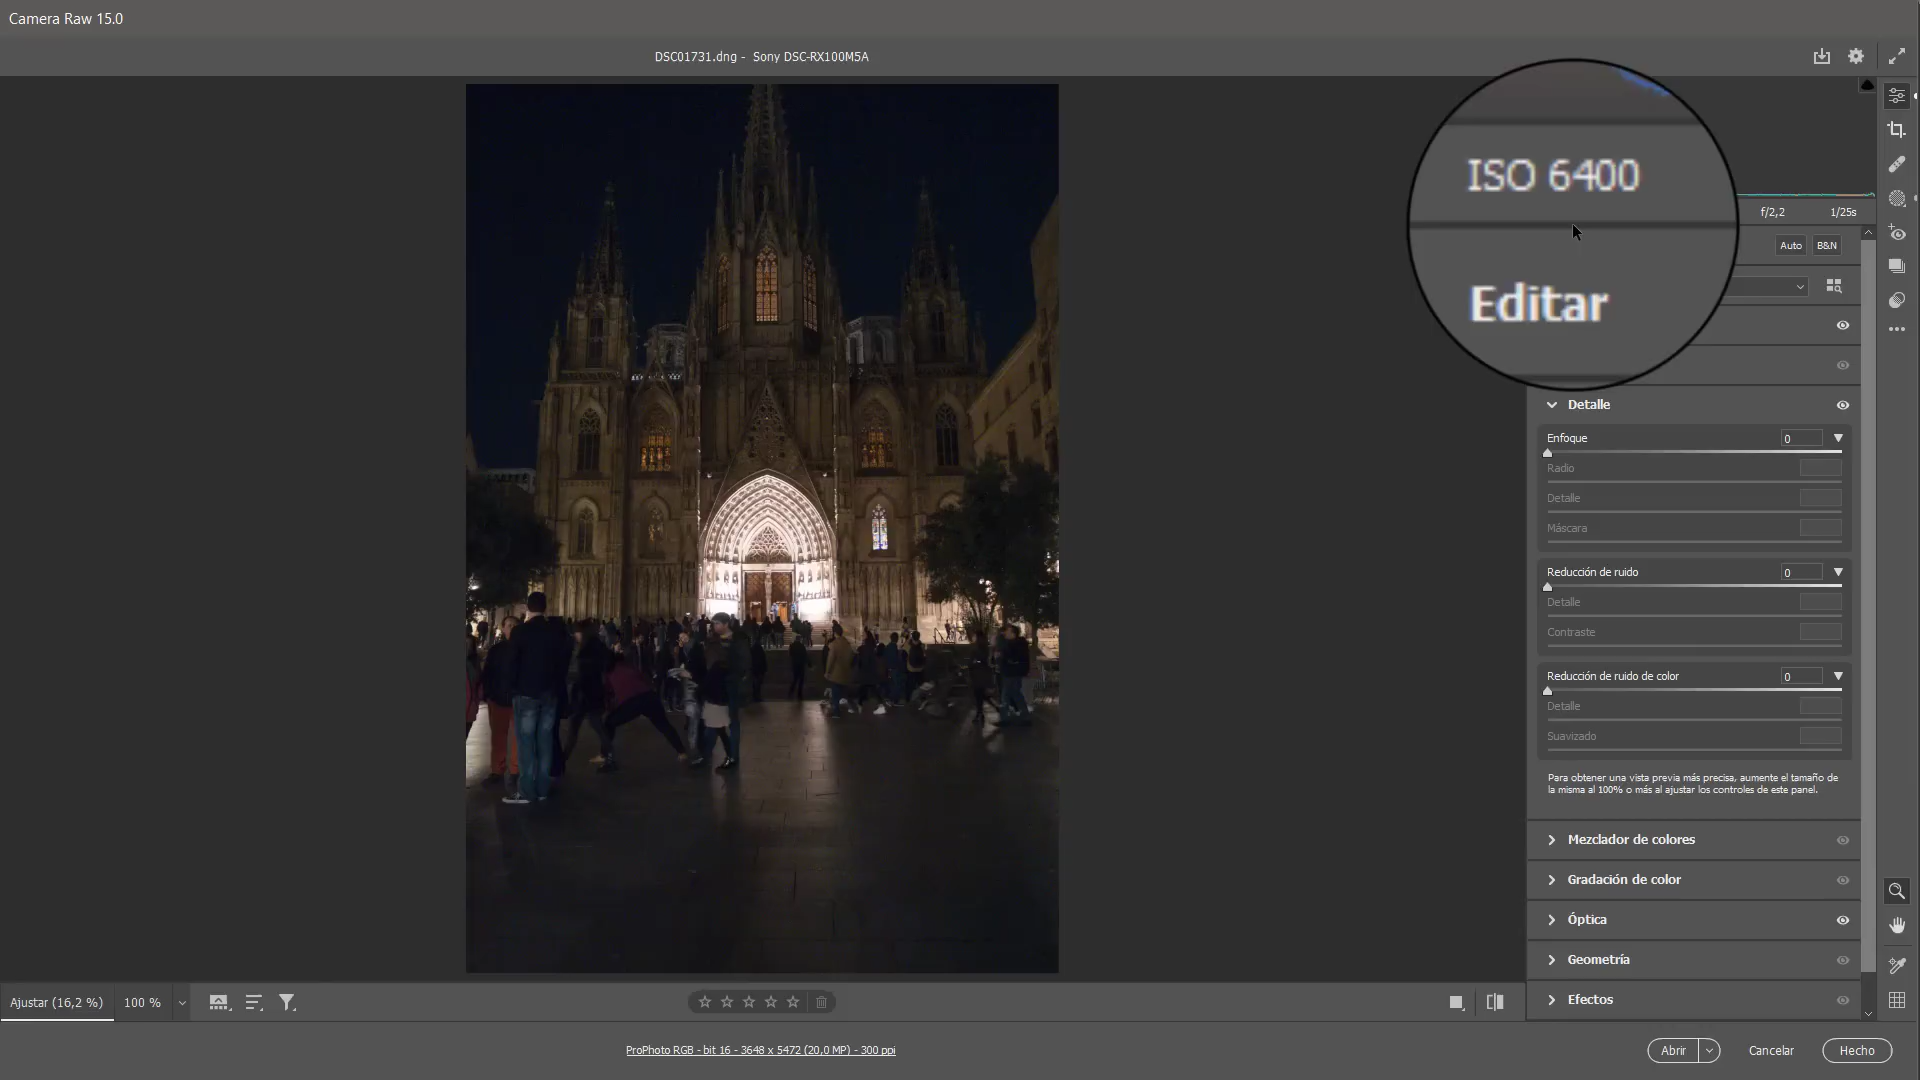 Camera Raw 15.0
DSC01731.dng - Sony DSC-RX100M5A
ISO 6400
f/2,2
1/25s
Auto
B&N
Editar
Detalle
Enfoque
0
Radio
Detalle
Máscara
Reducción de ruido
0
Detalle
Contraste
Reducción de ruido de color
0
Detalle
Suavizado
Para obtener una vista previa más precisa, aumente el tamaño de
la misma al 100% o más al ajustar los controles de este panel.
Mezclador de colores
Gradación de color
Óptica
Geometría
Efectos
Ajustar (16,2 %)
100 %
ProPhoto RGB - bit 16 - 3648 x 5472 (20,0 MP) - 300 ppi
Abrir
Cancelar
Hecho